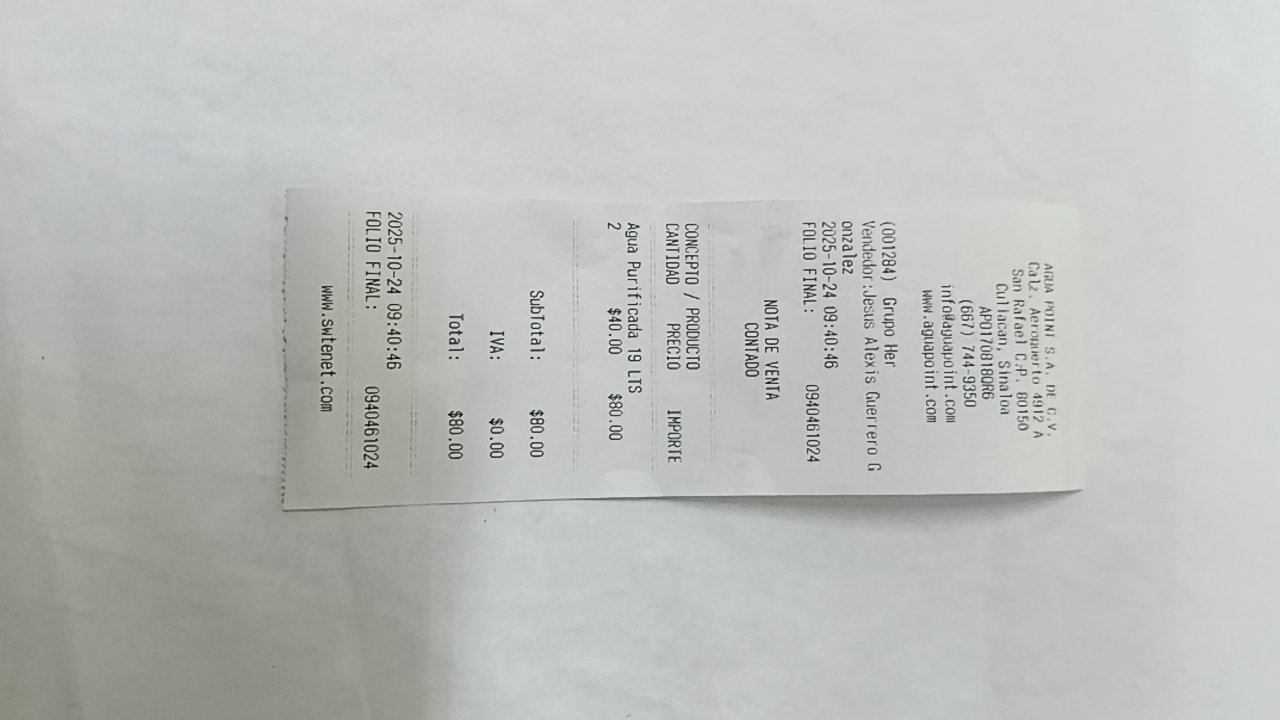 AGUA POINT S.A. DE C.V.
Calz. Aeropuerto 4912 A
San Rafael C.P. 80150
Culiacan, Sinaloa
APO170818QR6
(667) 744-9350
info@aguapoint.com
www.aguapoint.com
(001284) Grupo Her
Vendedor:Jesus Alexis Guerrero G
onzalez
2025-10-24 09:40:46
FOLIO FINAL: 0940461024
NOTA DE VENTA
CONTADO
CONCEPTO / PRODUCTO
CANTIDAD PRECIO IMPORTE
Agua Purificada 19 LTS
2 $40.00 $80.00
SubTotal: $80.00
IVA: $0.00
Total: $80.00
2025-10-24 09:40:46
FOLIO FINAL: 0940461024
www.swtenet.com